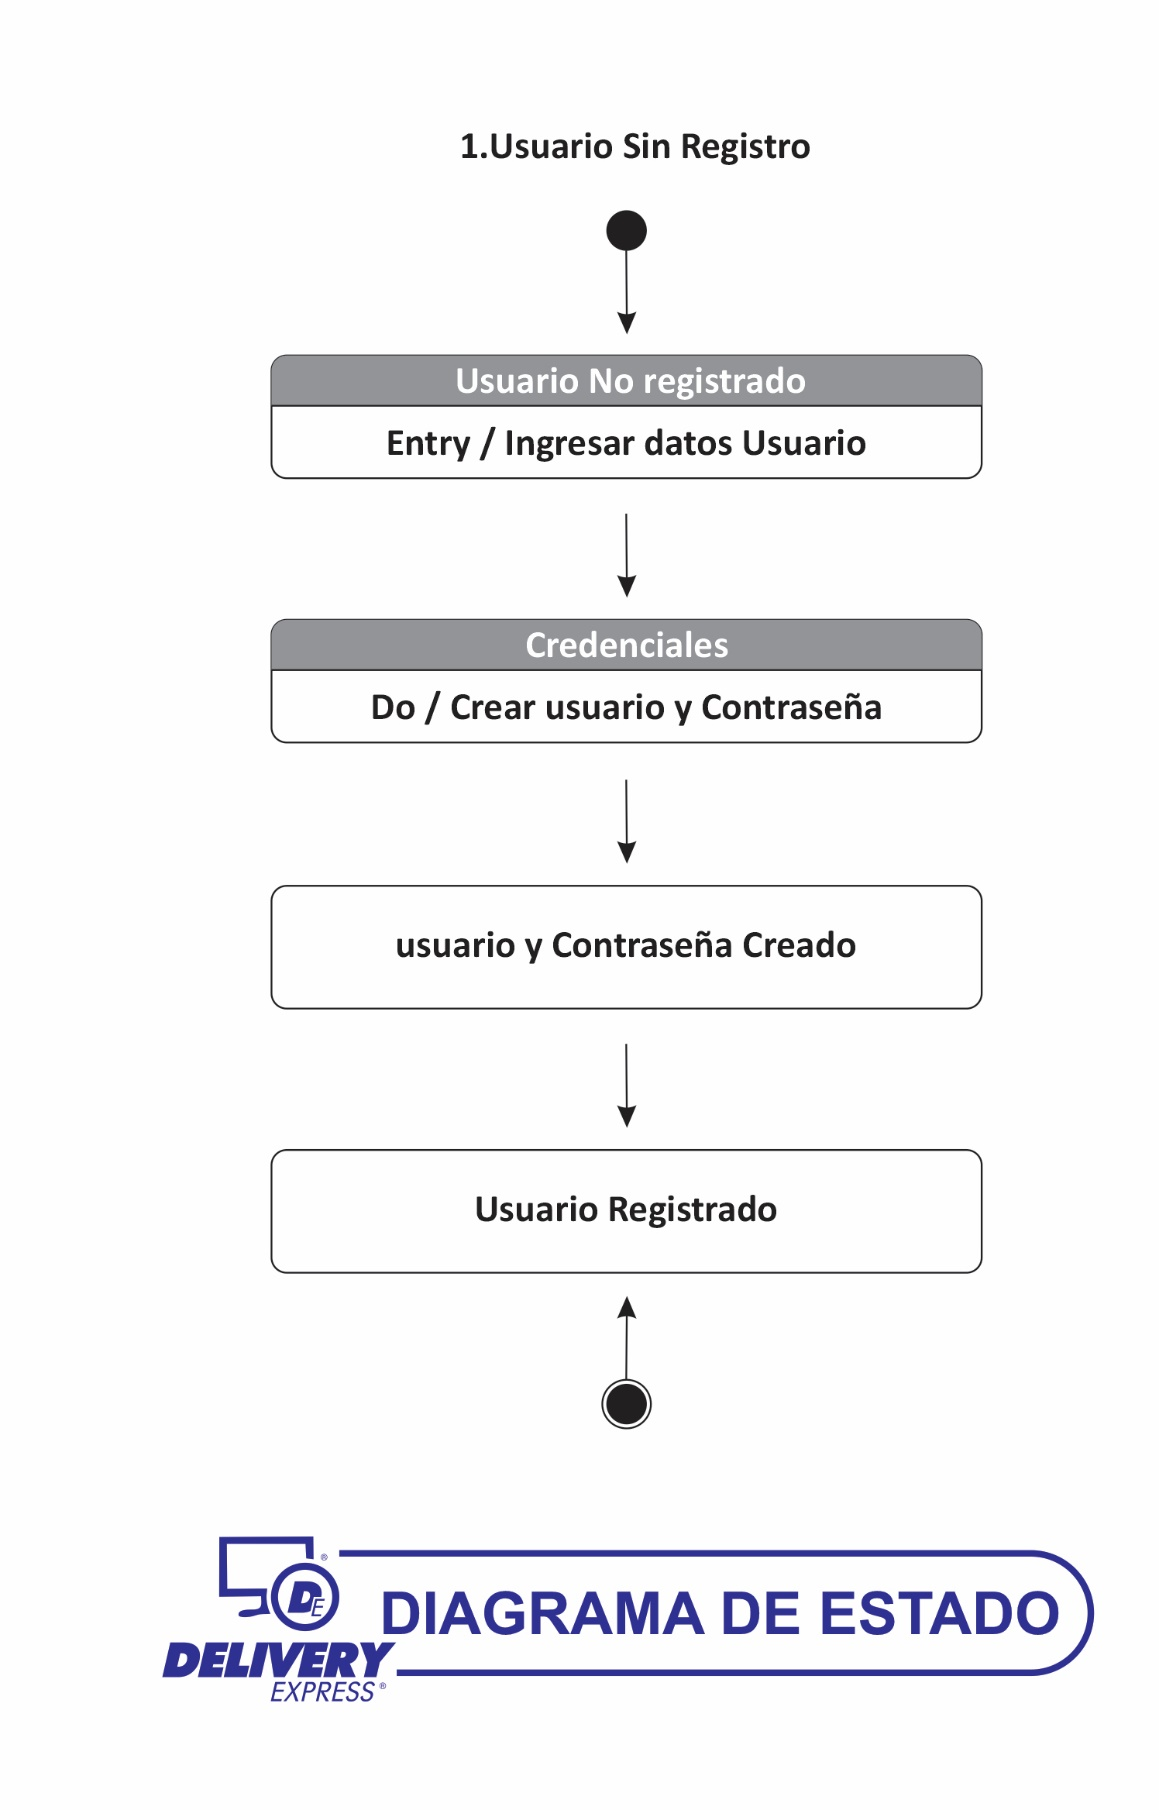 1.Usuario Sin Registro
Usuario No registrado
Entry / Ingresar datos Usuario
Credenciales
Do / Crear usuario y Contraseña
usuario y Contraseña Creado
Usuario Registrado
®
DE
DIAGRAMA DE ESTADO
DELIVERY
EXPRESS®